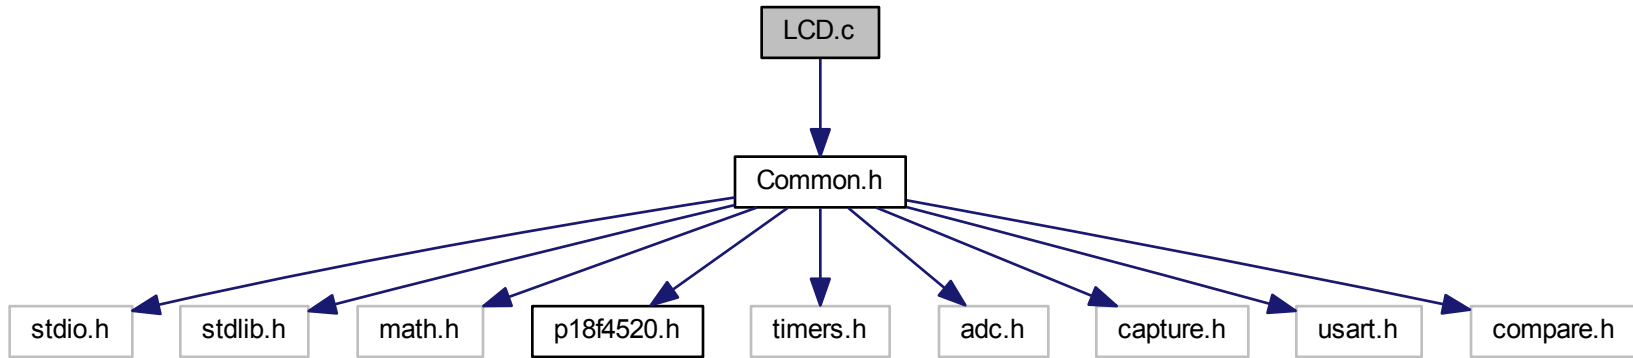 LCD.c
Common.h
stdio.h
stdlib.h
math.h
p18f4520.h
timers.h
adc.h
capture.h
usart.h
compare.h